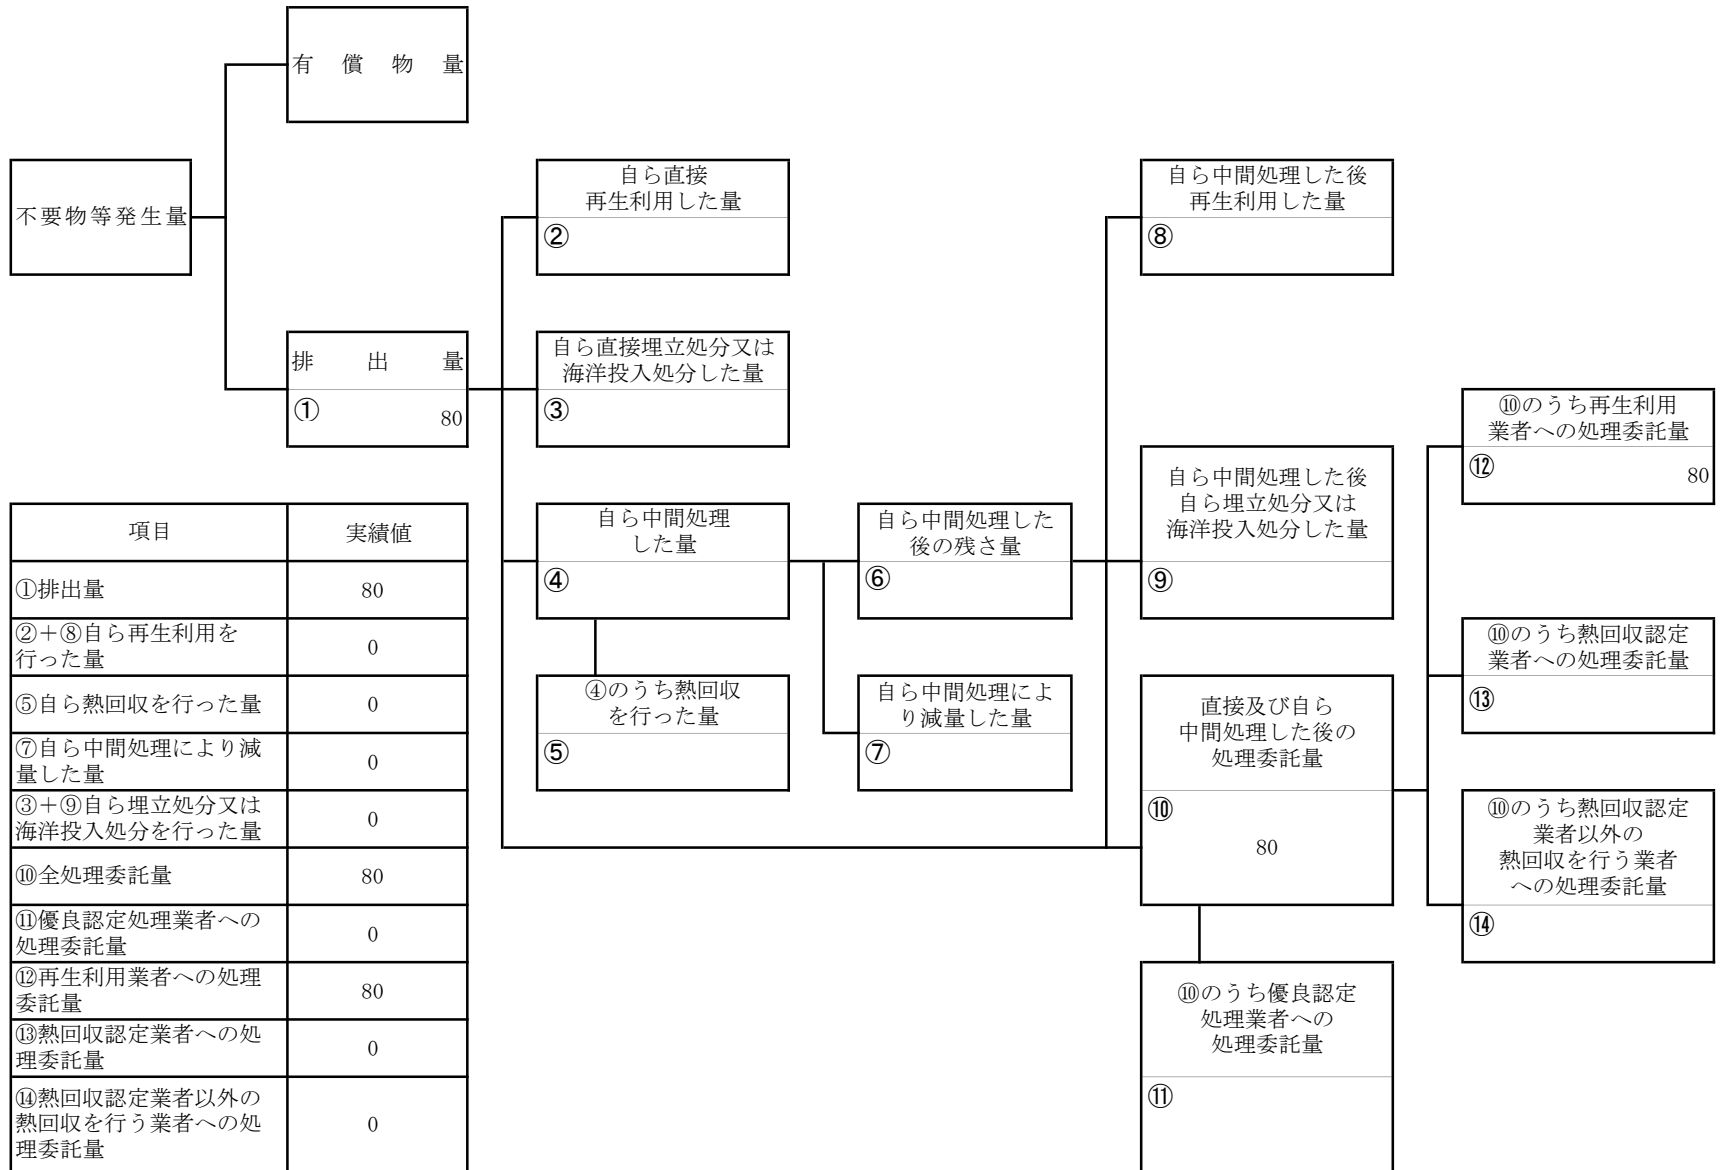 有償物量
不要物等発生量
排出量
①
80
自ら直接
再生利用した量
②
自ら直接埋立処分又は
海洋投入処分した量
③
自ら中間処理
した量
④
④のうち熱回収
を行った量
⑤
自ら中間処理した
後の残さ量
⑥
自ら中間処理によ
り減量した量
⑦
自ら中間処理した後
再生利用した量
⑧
自ら中間処理した後
自ら埋立処分又は
海洋投入処分した量
⑨
直接及び自ら
中間処理した後の
処理委託量
⑩
80
⑩のうち優良認定
処理業者への
処理委託量
⑪
⑩のうち再生利用
業者への処理委託量
⑫
80
⑩のうち熱回収認定
業者への処理委託量
⑬
⑩のうち熱回収認定
業者以外の
熱回収を行う業者
への処理委託量
⑭
項目 実績値
①排出量 80
②+⑧自ら再生利用を
行った量 0
⑤自ら熱回収を行った量 0
⑦自ら中間処理により減
量した量 0
③+⑨自ら埋立処分又は
海洋投入処分を行った量 0
⑩全処理委託量 80
⑪優良認定処理業者への
処理委託量 0
⑫再生利用業者への処理
委託量 80
⑬熱回収認定業者への処
理委託量 0
⑭熱回収認定業者以外の
熱回収を行う業者への処
理委託量 0